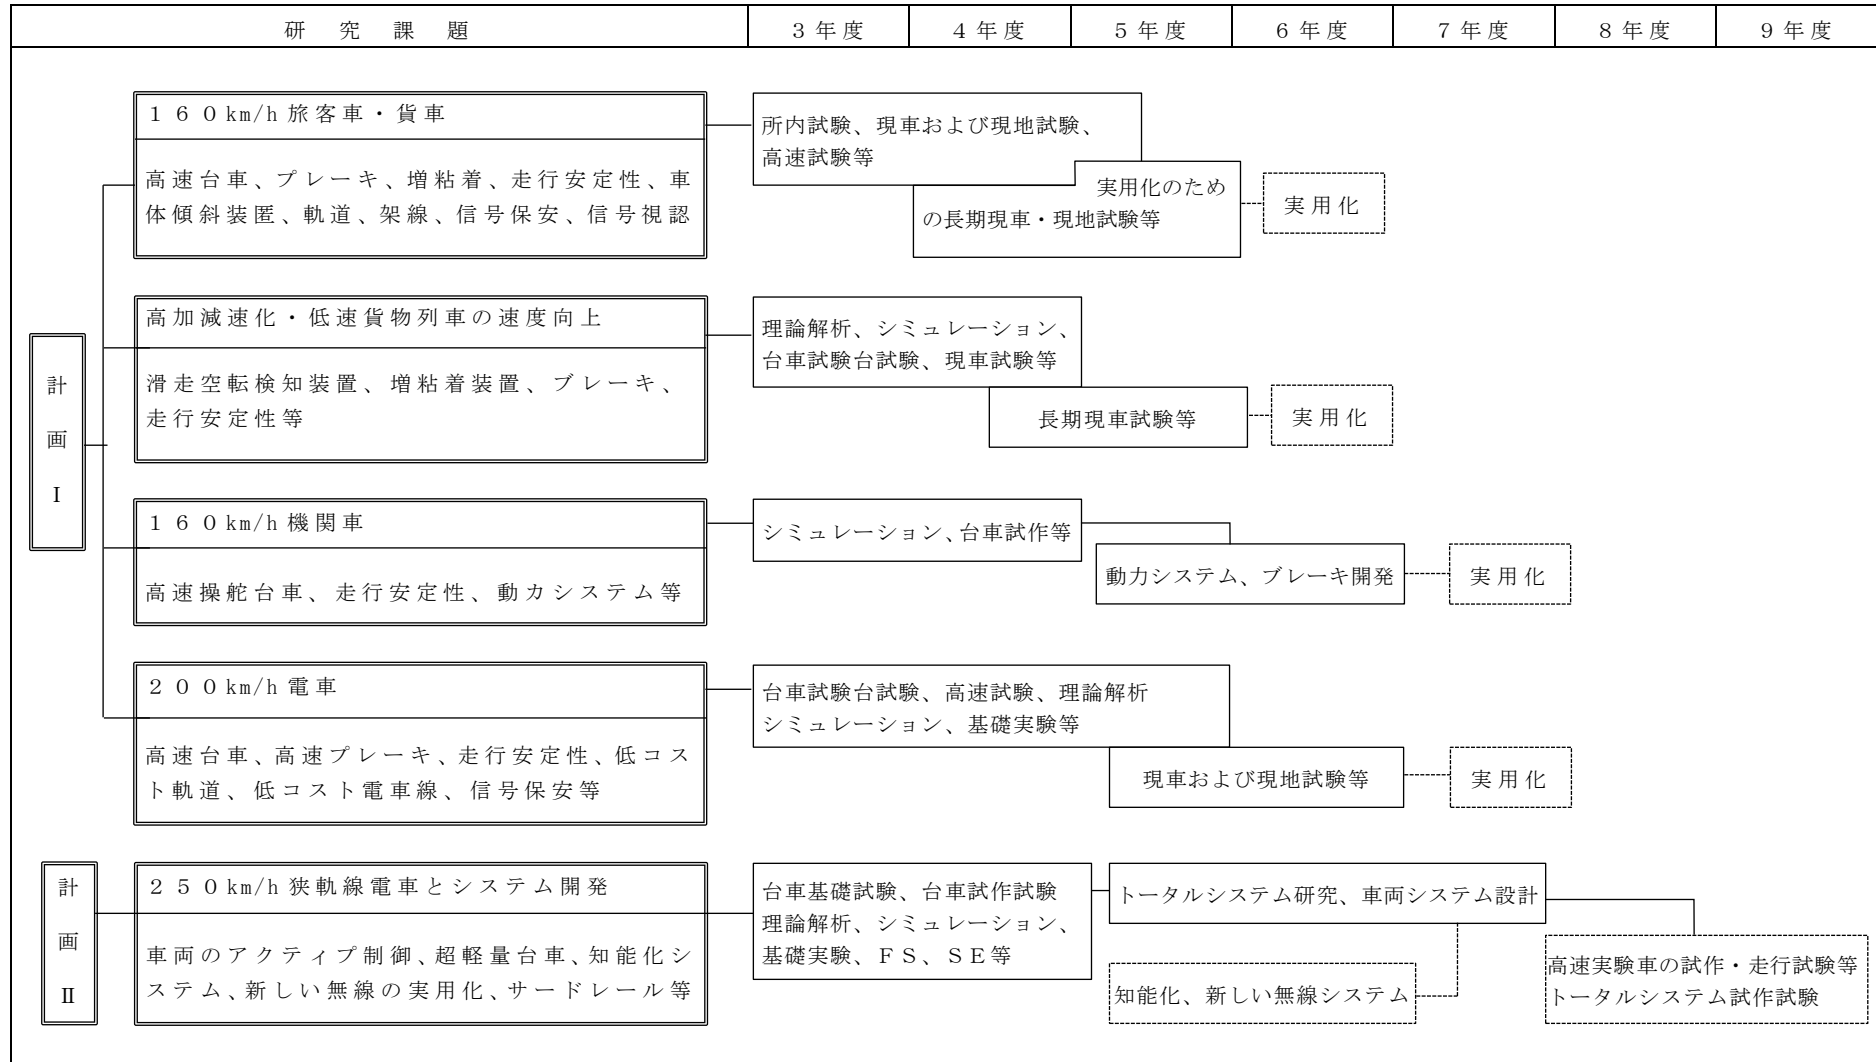 研究課題 3年度 4年度 5年度 6年度 7年度 8年度 9年度
計画Ⅰ
160km/h旅客車・貨車
高速台車、プレーキ、増粘着、走行安定性、車
体傾斜装匿、軌道、架線、信号保安、信号視認
所内試験、現車および現地試験、
高速試験等
実用化のため
の長期現車・現地試験等
実用化
高加減速化・低速貨物列車の速度向上
滑走空転検知装置、増粘着装置、ブレーキ、
走行安定性等
理論解析、シミュレーション、
台車試験台試験、現車試験等
長期現車試験等
実用化
160km/h機関車
高速操舵台車、走行安定性、動カシステム等
シミュレーション、台車試作等
動力システム、ブレーキ開発
実用化
200km/h電車
高速台車、高速プレーキ、走行安定性、低コス
ト軌道、低コスト電車線、信号保安等
台車試験台試験、高速試験、理論解析
シミュレーション、基礎実験等
現車および現地試験等
実用化
計画Ⅱ
250km/h狭軌線電車とシステム開発
車両のアクティプ制御、超軽量台車、知能化シ
ステム、新しい無線の実用化、サードレール等
台車基礎試験、台車試作試験
理論解析、シミュレーション、
基礎実験、FS、SE等
トータルシステム研究、車両システム設計
知能化、新しい無線システム
高速実験車の試作・走行試験等
トータルシステム試作試験